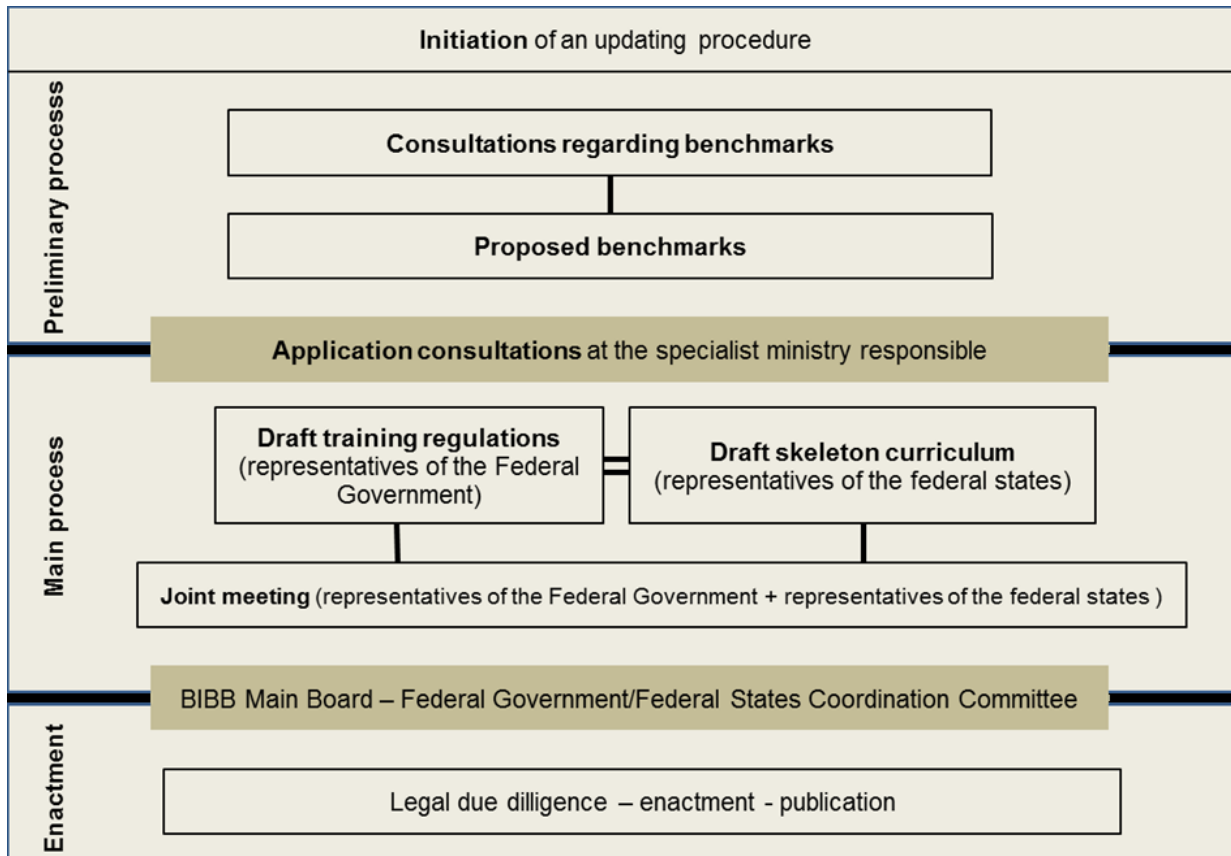 Initiation of an updating procedure
Preliminary processs
Consultations regarding benchmarks
Proposed benchmarks
Application consultations at the specialist ministry responsible
Main process
Draft training regulations
(representatives of the Federal
Government)
Draft skeleton curriculum
(representatives of the federal states)
Joint meeting (representatives of the Federal Government + representatives of the federal states )
BIBB Main Board – Federal Government/Federal States Coordination Committee
Enactment
Legal due dilligence – enactment - publication